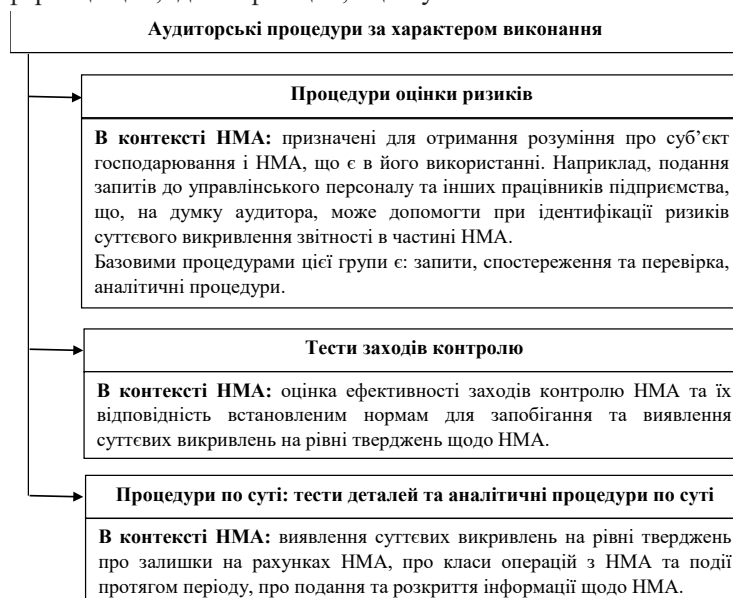 Аудиторські процедури за характером виконання
Процедури оцінки ризиків
В контексті НМА: призначені для отримання розуміння про суб’єкт
господарювання і НМА, що є в його використанні. Наприклад, подання
запитів до управлінського персоналу та інших працівників підприємства,
що, на думку аудитора, може допомогти при ідентифікації ризиків
суттєвого викривлення звітності в частині НМА.
Базовими процедурами цієї групи є: запити, спостереження та перевірка,
аналітичні процедури.
Тести заходів контролю
В контексті НМА: оцінка ефективності заходів контролю НМА та їх
відповідність встановленим нормам для запобігання та виявлення
суттєвих викривлень на рівні тверджень щодо НМА.
Процедури по суті: тести деталей та аналітичні процедури по суті
В контексті НМА: виявлення суттєвих викривлень на рівні тверджень
про залишки на рахунках НМА, про класи операцій з НМА та події
протягом періоду, про подання та розкриття інформації щодо НМА.